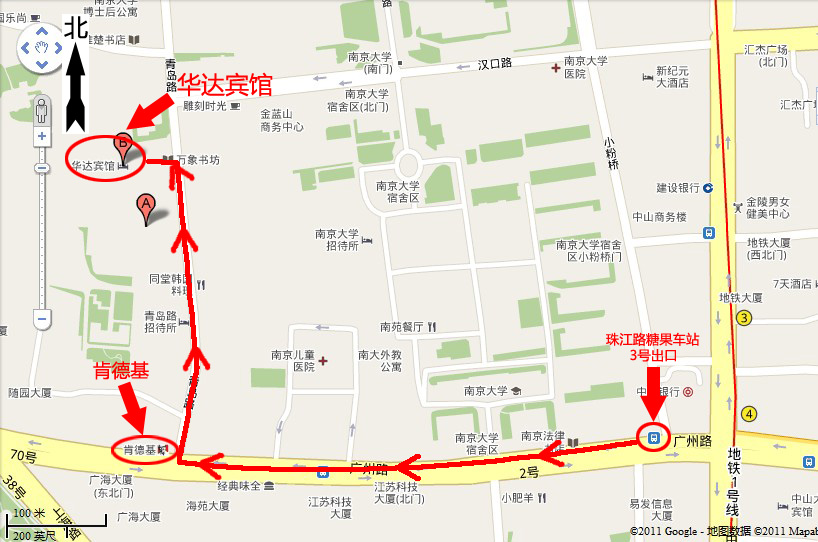 南京大学
博士后公寓
北
青岛路
汉口路
南京大学
(南门)
南京大学
医院
汇杰广场
(北门)
新纪元
大酒店
汇杰广
华达宾馆
雕刻时光
金蓝山
商务中心
南京大学
宿舍区(北门)
小粉桥
B
华达宾馆
万象书坊
A
南京大学
宿舍区
建设银行
金陵男女
健美中心
中山商务楼
南京大学
招待所
南京大学宿舍
区小粉桥门
地铁大厦
(西北门)
同堂韩国
料理
7天酒店
地铁大厦
青岛路
招待所
南苑餐厅
3
珠江路糖果车站
3号出口
南京儿童
医院
南大外教
公寓
肯德基
随园大厦
南京大学
4
肯德基
南京大学
宿舍区
南京法律
广州路
70号
广州路
2号
地铁1号线
广海大厦
(东北门)
经典味全
江苏科技
大厦(北门)
38号
海苑大厦
江苏科技
大厦
小肥羊
易发信息
大厦
中山大厦
宾馆
广海大厦
上海路
100 米
200 英尺
©2011 Google - 地图数据 ©2011 Mapab